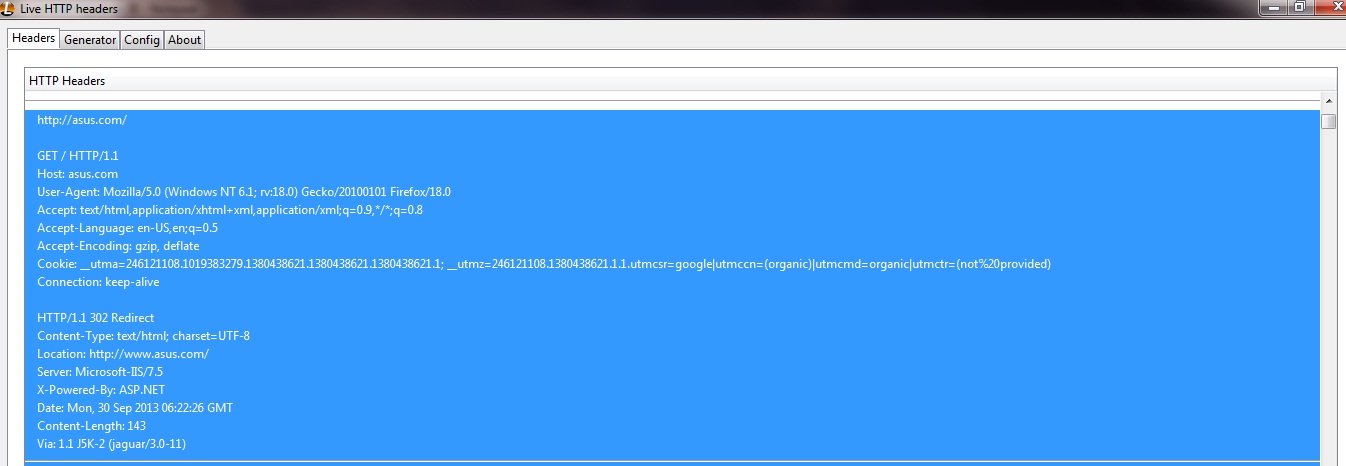 Live HTTP headers
Headers Generator Config About
HTTP Headers
http://asus.com/
GET / HTTP/1.1
Host: asus.com
User-Agent: Mozilla/5.0 (Windows NT 6.1; rv:18.0) Gecko/20100101 Firefox/18.0
Accept: text/html,application/xhtml+xml,application/xml;q=0.9,*/*;q=0.8
Accept-Language: en-US,en;q=0.5
Accept-Encoding: gzip, deflate
Cookie: __utma=246121108.1019383279.1380438621.1380438621.1380438621.1; __utmz=246121108.1380438621.1.1.utmcsr=google|utmccn=(organic)|utmcmd=organic|utmctr=(not%20provided)
Connection: keep-alive
HTTP/1.1 302 Redirect
Content-Type: text/html; charset=UTF-8
Location: http://www.asus.com/
Server: Microsoft-IIS/7.5
X-Powered-By: ASP.NET
Date: Mon, 30 Sep 2013 06:22:26 GMT
Content-Length: 143
Via: 1.1 J5K-2 (jaguar/3.0-11)